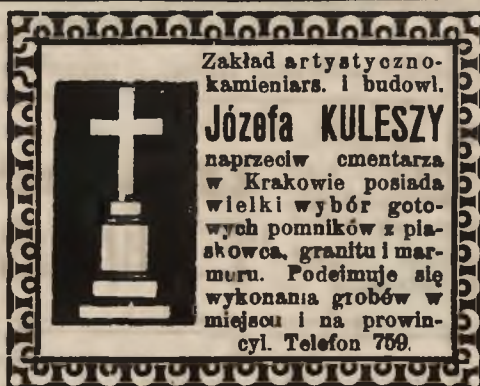 Zakład artystyczno-
kamieniars. i budowl.
Józefa KULESZY
naprzeciw cmentarza
w Krakowie posiada
wielki wybór goto-
wych pomników z pia-
skowca, granitu i mar-
muru. Podejmuje się
wykonania grobów w
miejscu i na prowin-
cyi. Telefon 759.